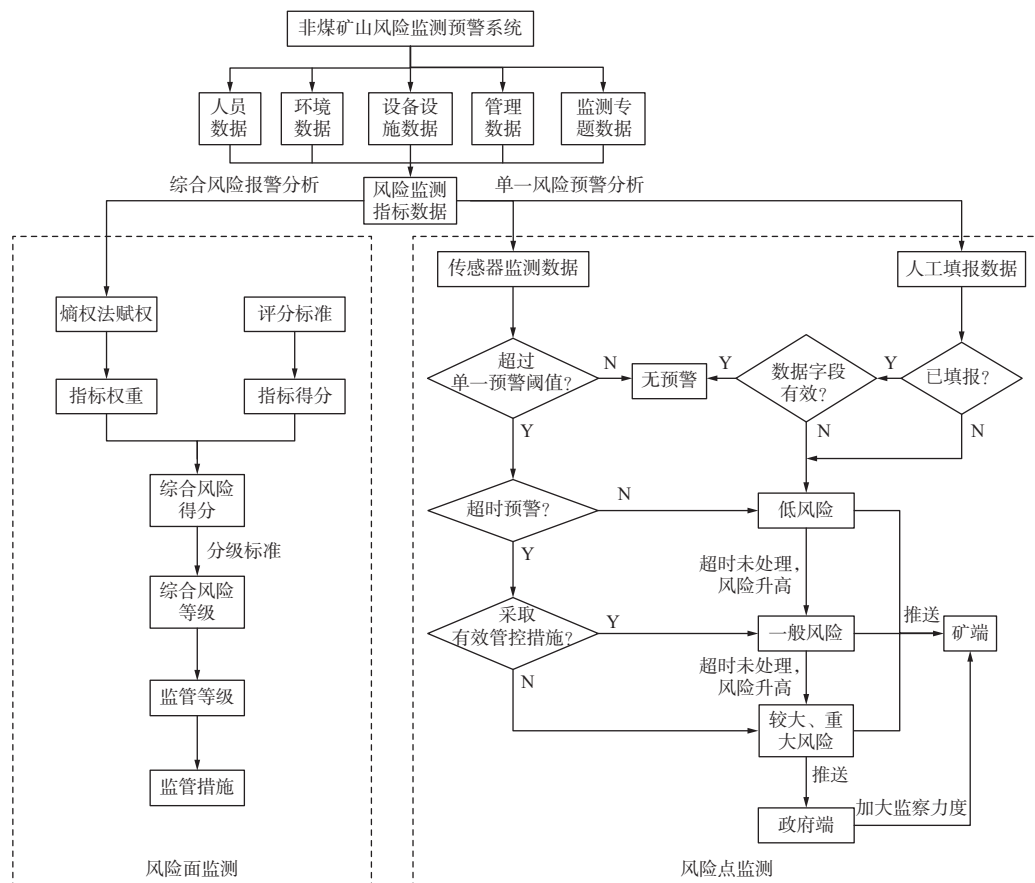 非煤矿山风险监测预警系统
人员
数据
环境
数据
设备设
施数据
管理
数据
监测专
题数据
综合风险报警分析
风险监测
指标数据
单一风险预警分析
传感器监测数据
人工填报数据
熵权法赋权
评分标准
超过
单一预警阈值?
N
无预警
Y
数据字段
有效?
Y
已填报?
指标权重
指标得分
Y
N
N
综合风险
得分
超时预警?
N
低风险
分级标准
Y
超时未处理,
风险升高
综合风险
等级
采取
有效管控措施?
Y
一般风险
推送
矿端
N
超时未处理,
风险升高
监管等级
较大、重
大风险
监管措施
推送
政府端
加大监察力度
风险面监测
风险点监测